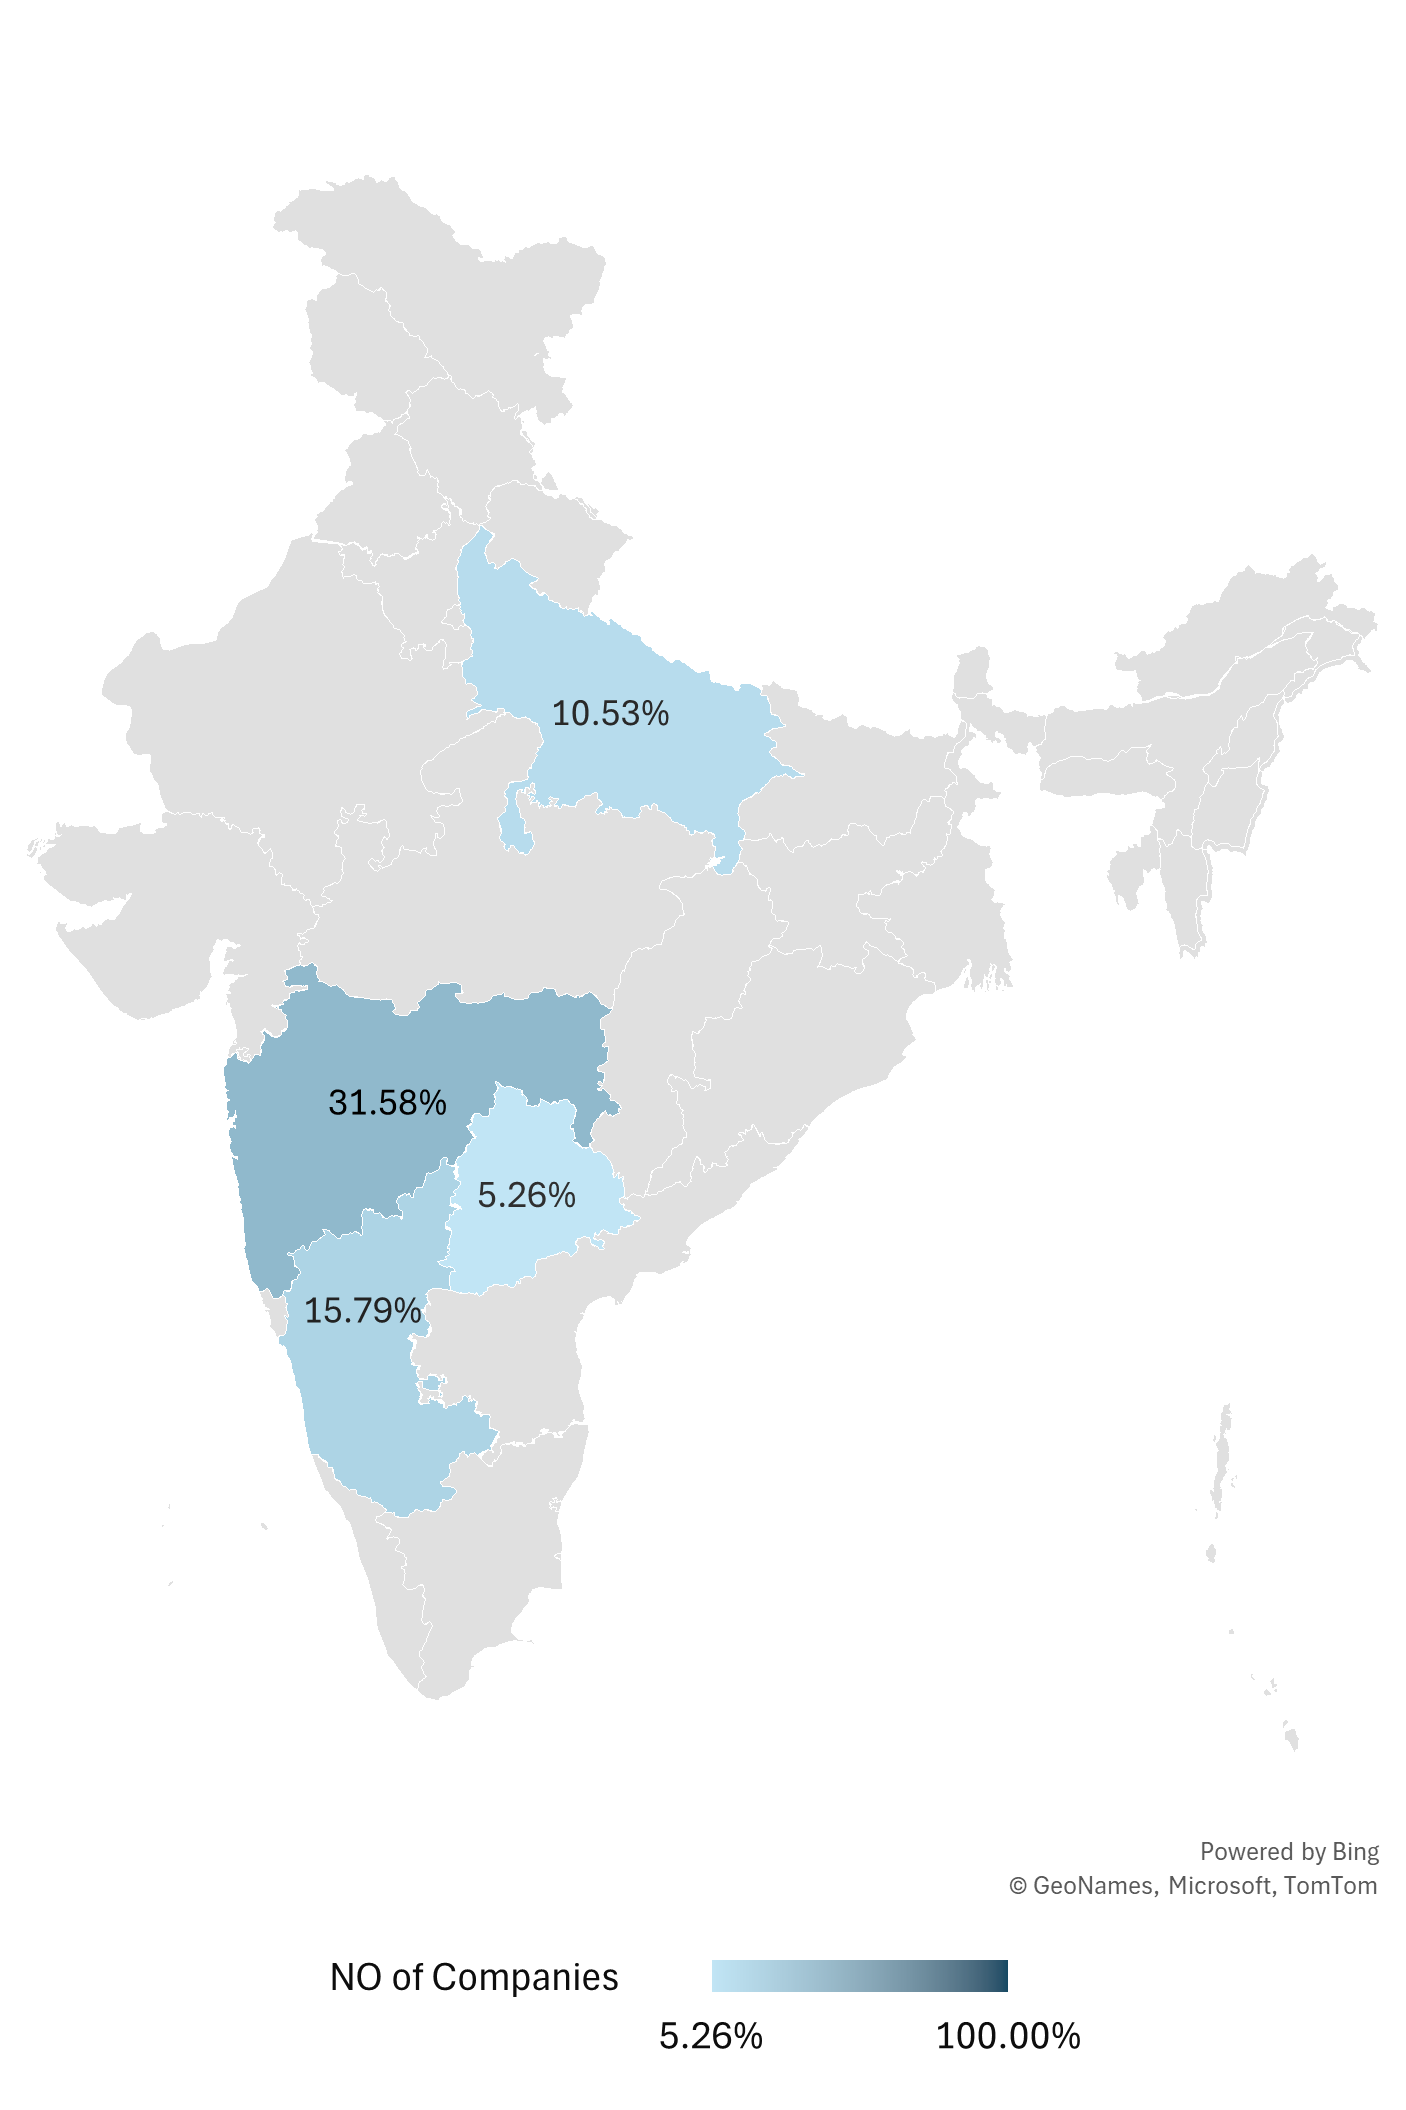 10.53%
31.58%
5.26%
15.79%
Powered by Bing
© GeoNames, Microsoft, TomTom
NO of Companies
5.26% 100.00%